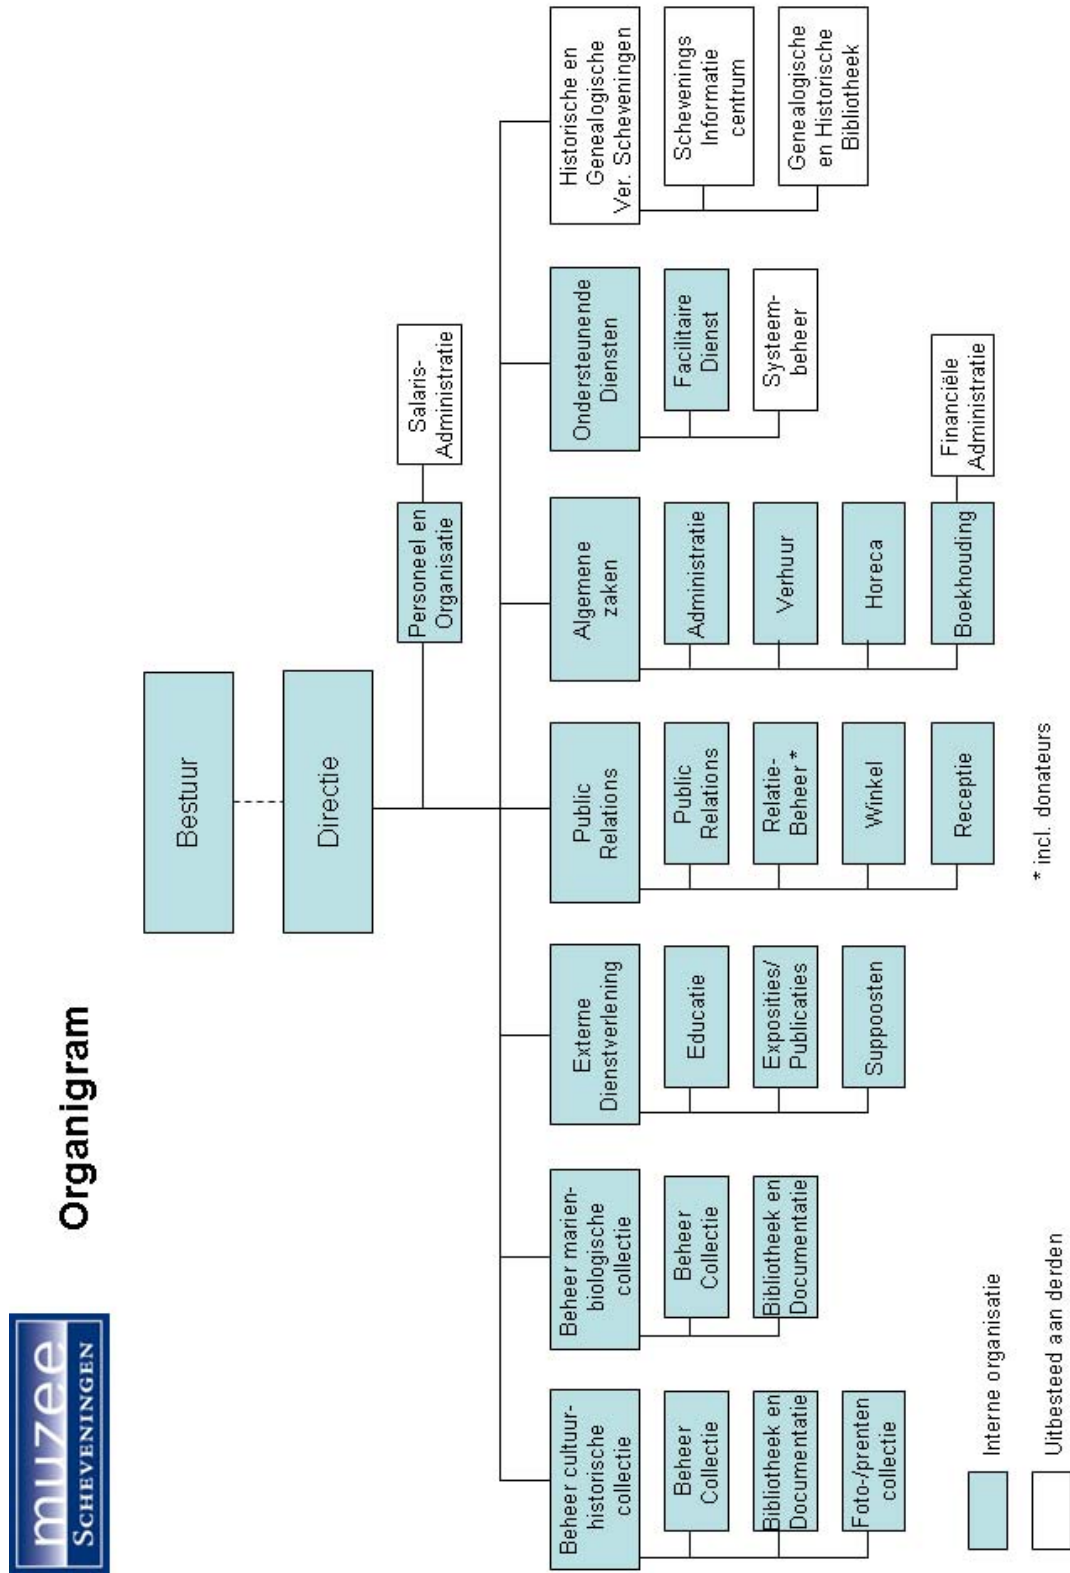 muzee
SCHEVENINGEN
Organigram
Bestuur
Directie
Personeel en
Organisatie
Salaris-
Administratie
Beheer cultuur-
historische
collectie
Beheer
Collectie
Bibliotheek en
Documentatie
Foto-/prenten
collectie
Beheer marien-
biologische
collectie
Beheer
Collectie
Bibliotheek en
Documentatie
Externe
Dienstverlening
Educatie
Exposities/
Publicaties
Suppoosten
Public
Relations
Public
Relations
Relatie-
Beheer *
Winkel
Receptie
Algemene
zaken
Administratie
Verhuur
Horeca
Boekhouding
Financiële
Administratie
Ondersteunende
Diensten
Facilitaire
Dienst
Systeem-
beheer
Historische en
Genealogische
Ver. Scheveningen
Schevenings
Informatie
centrum
Genealogische
en Historische
Bibliotheek
Interne organisatie
Uitbesteed aan derden
* incl. donateurs